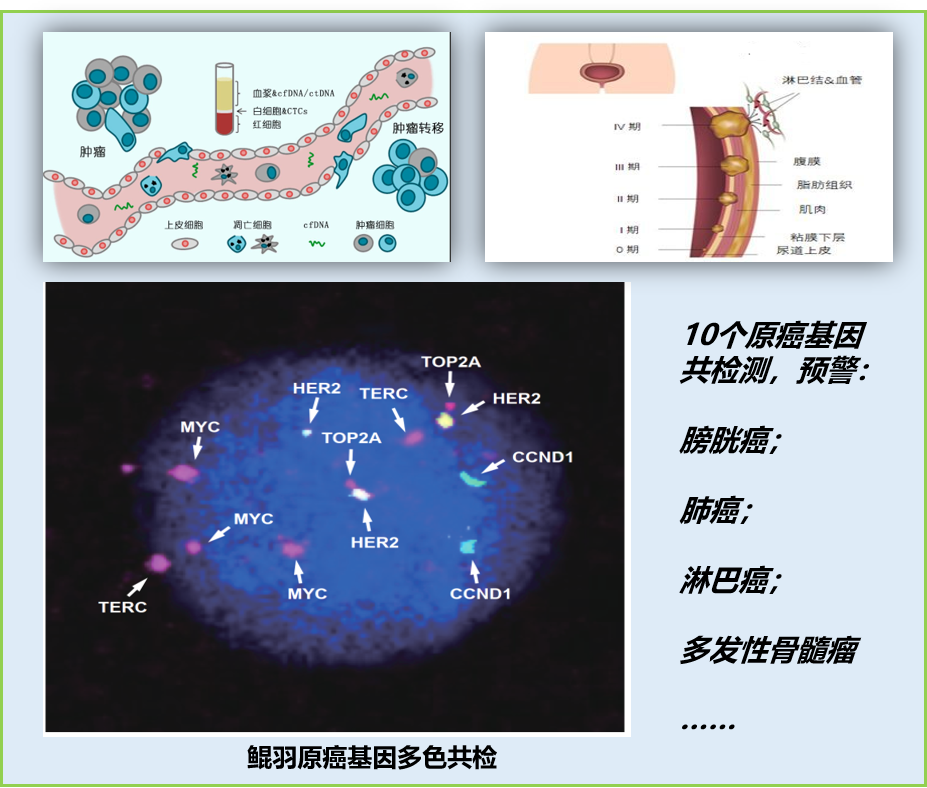 血浆&cfDNA/ctDNA
白细胞&CTCs
红细胞
肿瘤
肿瘤转移
上皮细胞
凋亡细胞
cfDNA
肿瘤细胞
淋巴结&血管
IV 期
III 期
II 期
I 期
0 期
腹膜
脂肪组织
肌肉
粘膜下层
尿道上皮
TOP2A
HER2
TERC
HER2
MYC
TOP2A
CCND1
MYC
HER2
MYC
CCND1
TERC
10个原癌基因
共检测，预警：
膀胱癌；
肺癌；
淋巴癌；
多发性骨髓瘤
……
鲲羽原癌基因多色共检